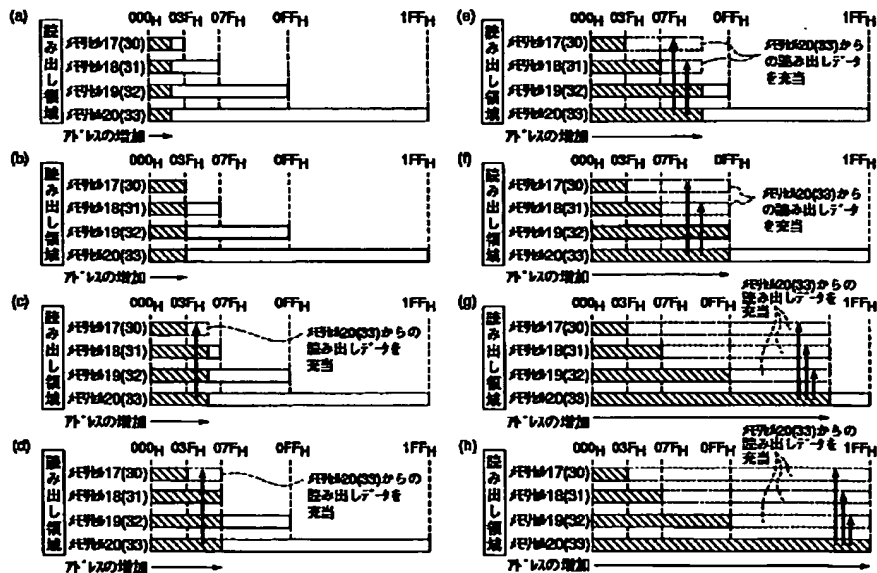 (a)
000H 03FH 07FH 0FFH 1FFH
読み出し領域
メモリセル17(30)
メモリセル18(31)
メモリセル19(32)
メモリセル20(33)
アドレスの増加
(b)
000H 03FH 07FH 0FFH 1FFH
読み出し領域
メモリセル17(30)
メモリセル18(31)
メモリセル19(32)
メモリセル20(33)
アドレスの増加
(c)
000H 03FH 07FH 0FFH 1FFH
読み出し領域
メモリセル17(30)
メモリセル18(31)
メモリセル19(32)
メモリセル20(33)
メモリセル20(33)からの
読み出しデータを
充当
アドレスの増加
(d)
000H 03FH 07FH 0FFH 1FFH
読み出し領域
メモリセル17(30)
メモリセル18(31)
メモリセル19(32)
メモリセル20(33)
メモリセル20(33)からの
読み出しデータを
充当
アドレスの増加
(e)
000H 03FH 07FH 0FFH 1FFH
読み出し領域
メモリセル17(30)
メモリセル18(31)
メモリセル19(32)
メモリセル20(33)
メモリセル20(33)から
の読み出しデータ
を充当
アドレスの増加
(f)
000H 03FH 07FH 0FFH 1FFH
読み出し領域
メモリセル17(30)
メモリセル18(31)
メモリセル19(32)
メモリセル20(33)
メモリセル20(33)から
の読み出しデータ
を充当
アドレスの増加
(g)
000H 03FH 07FH 0FFH 1FFH
メモリセル20(33)からの
読み出しデータを
充当
読み出し領域
メモリセル17(30)
メモリセル18(31)
メモリセル19(32)
メモリセル20(33)
アドレスの増加
(h)
000H 03FH 07FH 0FFH 1FFH
メモリセル20(33)からの
読み出しデータを
充当
読み出し領域
メモリセル17(30)
メモリセル18(31)
メモリセル19(32)
メモリセル20(33)
アドレスの増加